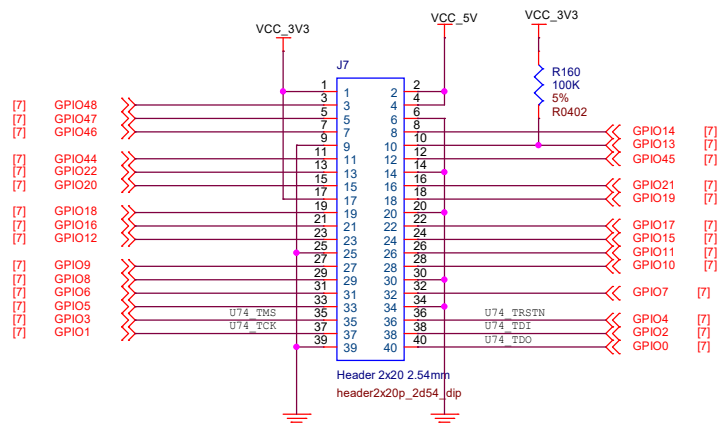 VCC_3V3
VCC_5V
VCC_3V3
J7
R160
100K
5%
R0402
1 1 2 2
[7] GPIO48 3 3 4 4
[7] GPIO47 5 5 6 6
[7] GPIO46 7 7 8 8 GPIO14 [7]
9 9 10 10 GPIO13 [7]
[7] GPIO44 11 11 12 12 GPIO45 [7]
[7] GPIO22 13 13 14 14
[7] GPIO20 15 15 16 16 GPIO21 [7]
17 17 18 18 GPIO19 [7]
[7] GPIO18 19 19 20 20
[7] GPIO16 21 21 22 22 GPIO17 [7]
[7] GPIO12 23 23 24 24 GPIO15 [7]
25 25 26 26 GPIO11 [7]
[7] GPIO9 27 27 28 28 GPIO10 [7]
[7] GPIO8 29 29 30 30
[7] GPIO6 31 31 32 32 GPIO7 [7]
[7] GPIO5 33 33 34 34
[7] GPIO3 U74_TMS 35 35 36 36 U74_TRSTN GPIO4 [7]
[7] GPIO1 U74_TCK 37 37 38 38 U74_TDI GPIO2 [7]
39 39 40 40 U74_TDO GPIO0 [7]
Header 2x20 2.54mm
header2x20p_2d54_dip